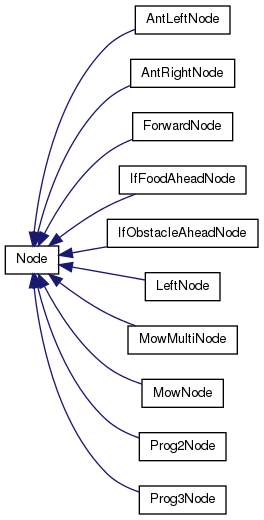 AntLeftNode
AntRightNode
ForwardNode
IfFoodAheadNode
IfObstacleAheadNode
Node
LeftNode
MowMultiNode
MowNode
Prog2Node
Prog3Node